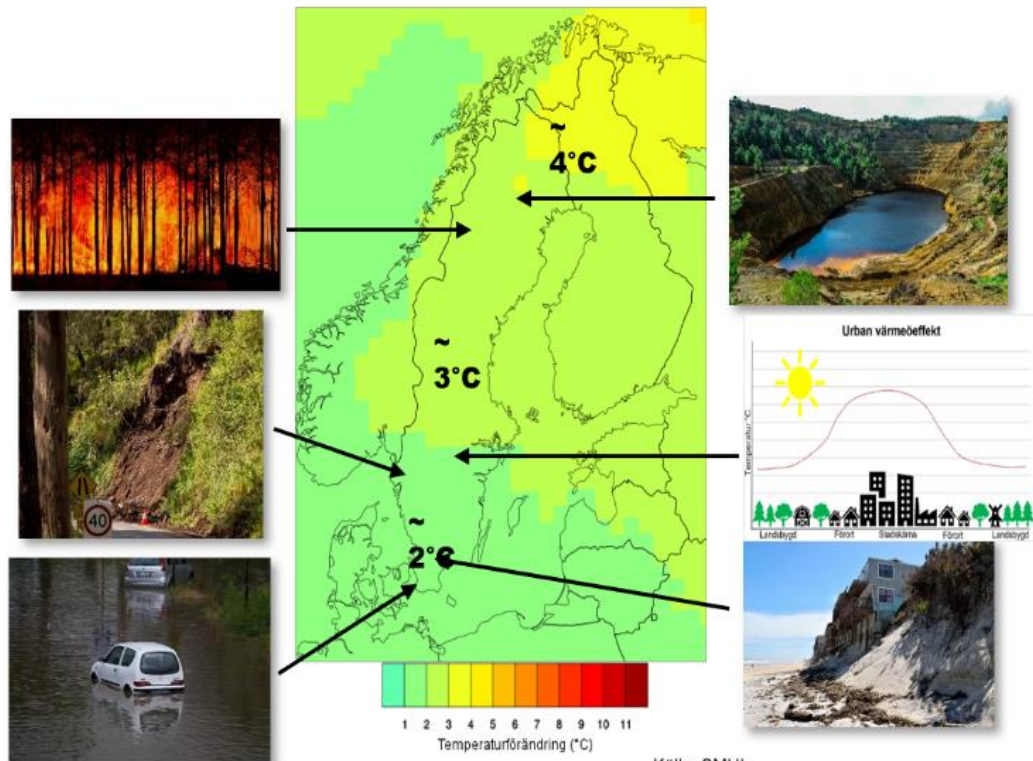 ~
4°C
~
3°C
~
2°C
40
Urban värmeöeffekt
Temperatur °C
Landsbygd Förort Stadskärna Förort Landsbygd
1 2 3 4 5 6 7 8 9 10 11
Temperaturförändring (°C)